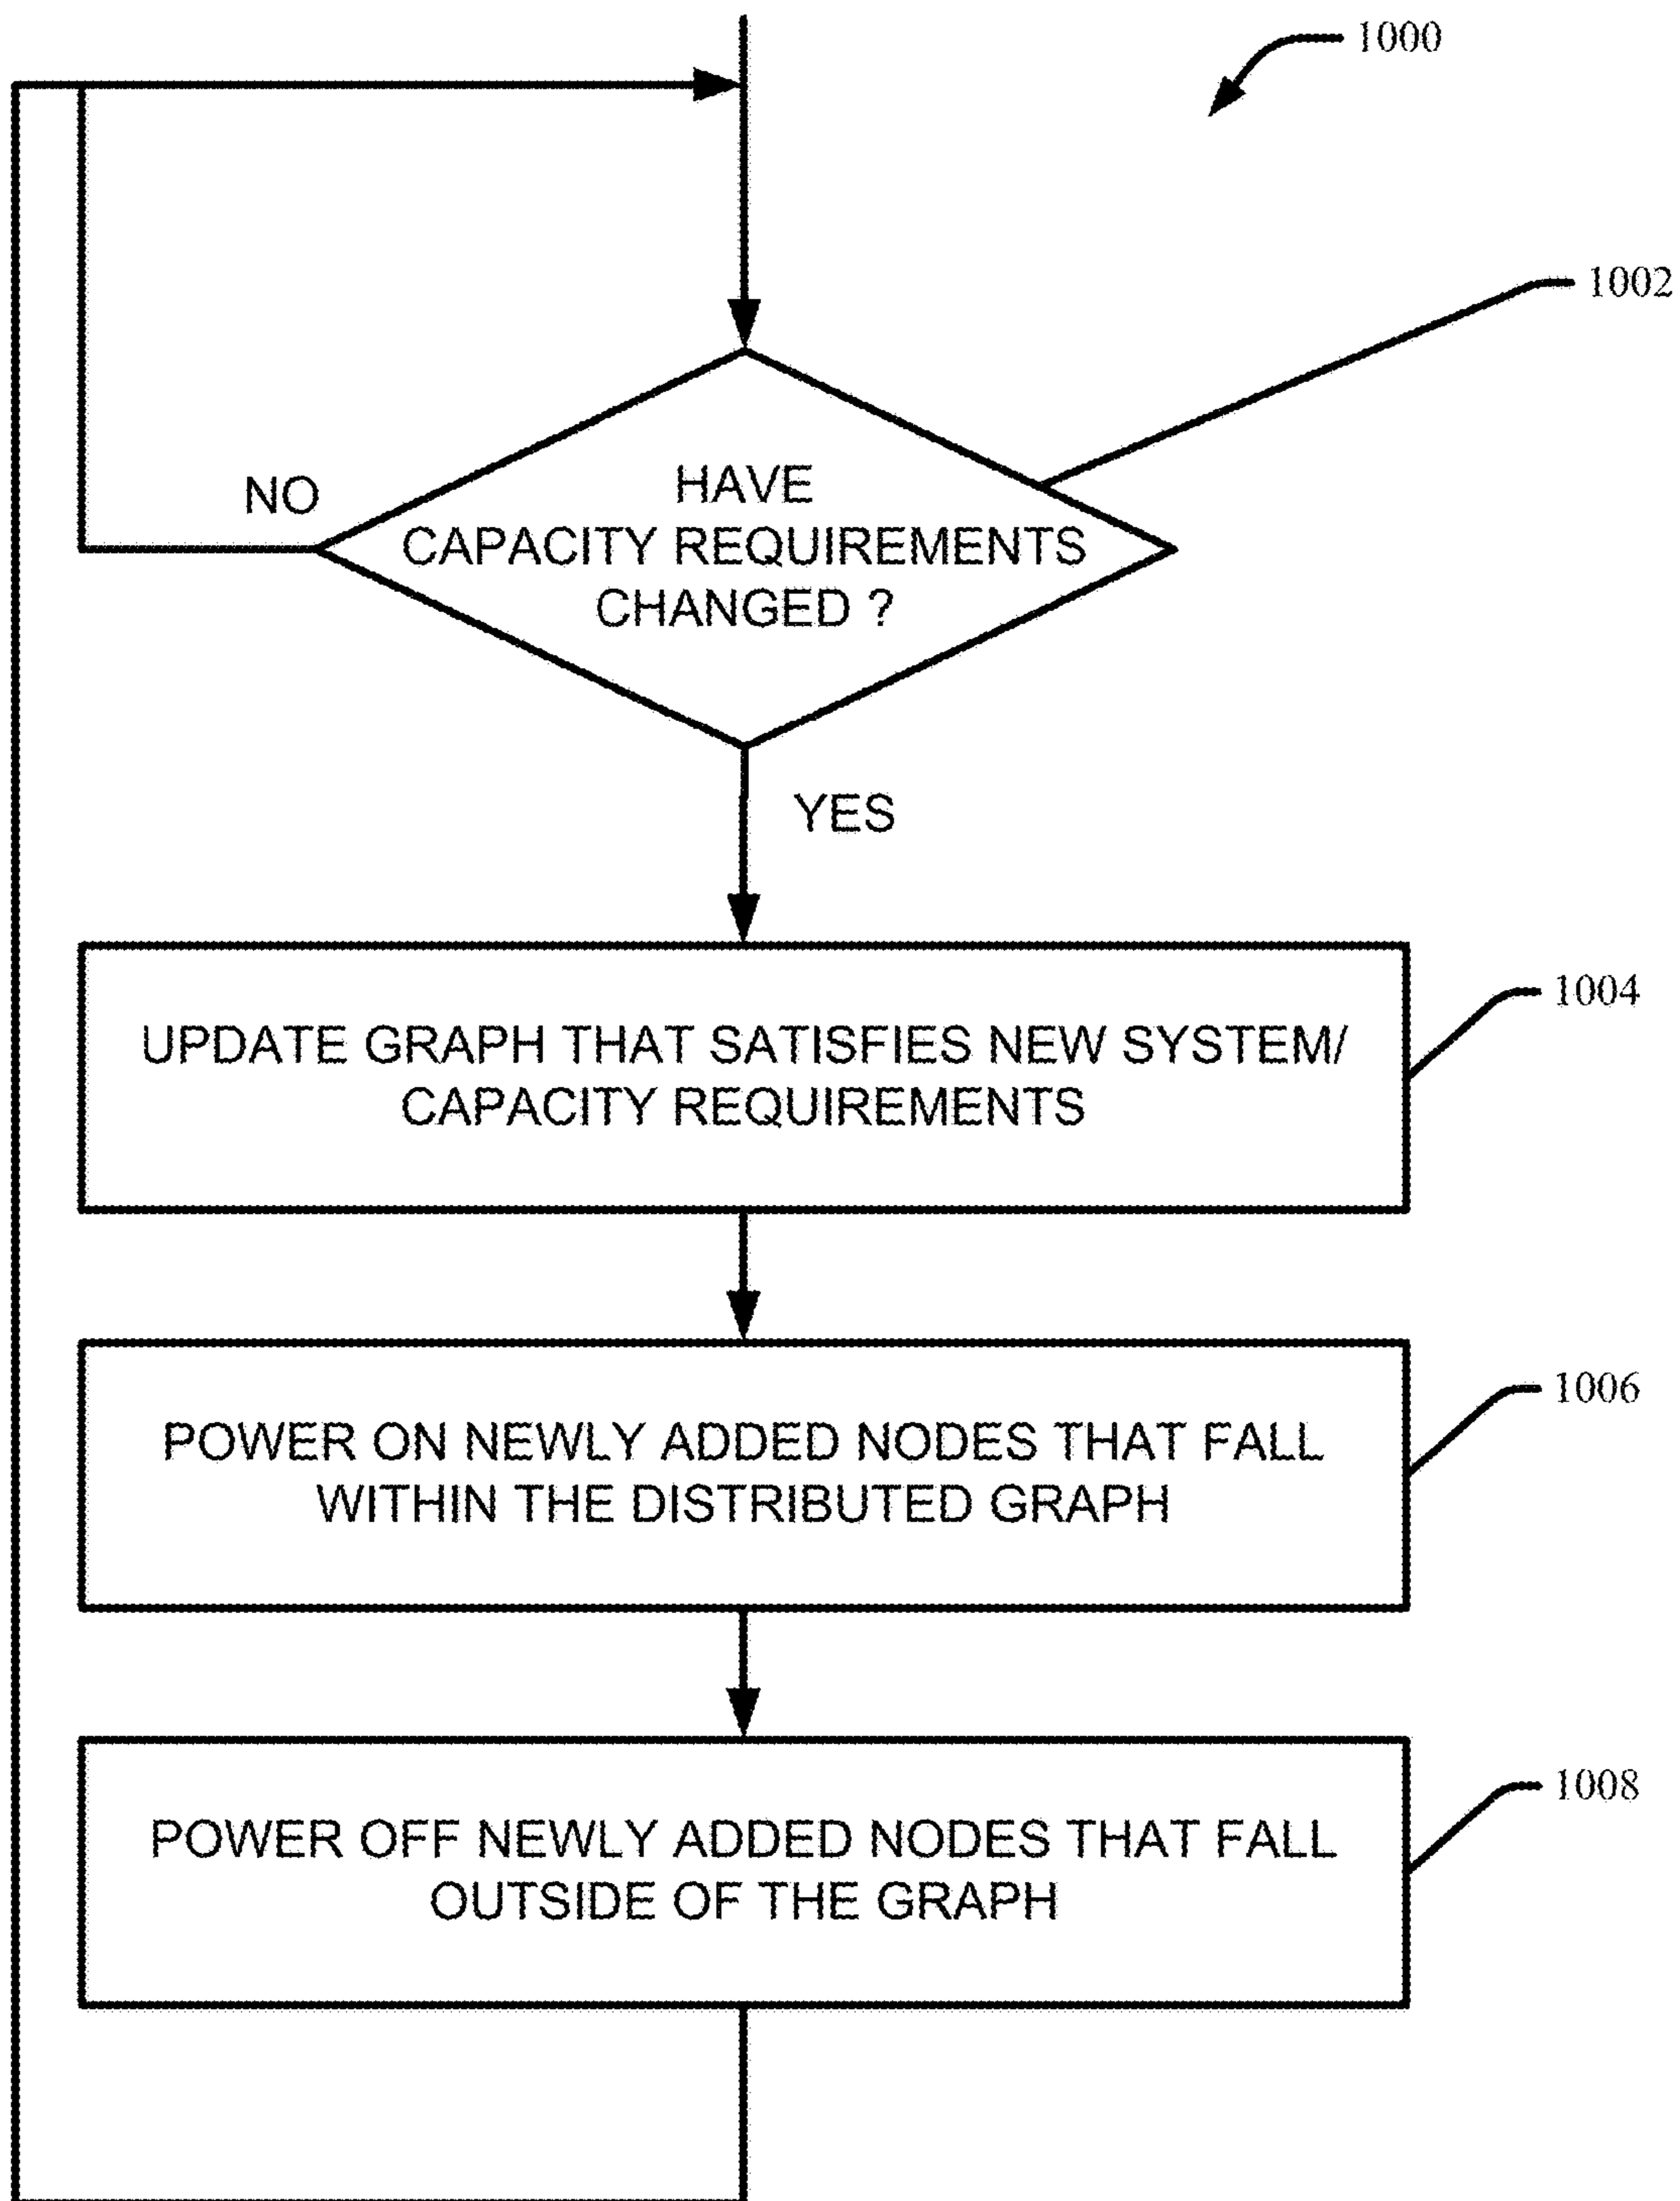 1000
1002
HAVE
CAPACITY REQUIREMENTS
CHANGED ?
NO
YES
UPDATE GRAPH THAT SATISFIES NEW SYSTEM/
CAPACITY REQUIREMENTS
1004
POWER ON NEWLY ADDED NODES THAT FALL
WITHIN THE DISTRIBUTED GRAPH
1006
POWER OFF NEWLY ADDED NODES THAT FALL
OUTSIDE OF THE GRAPH
1008